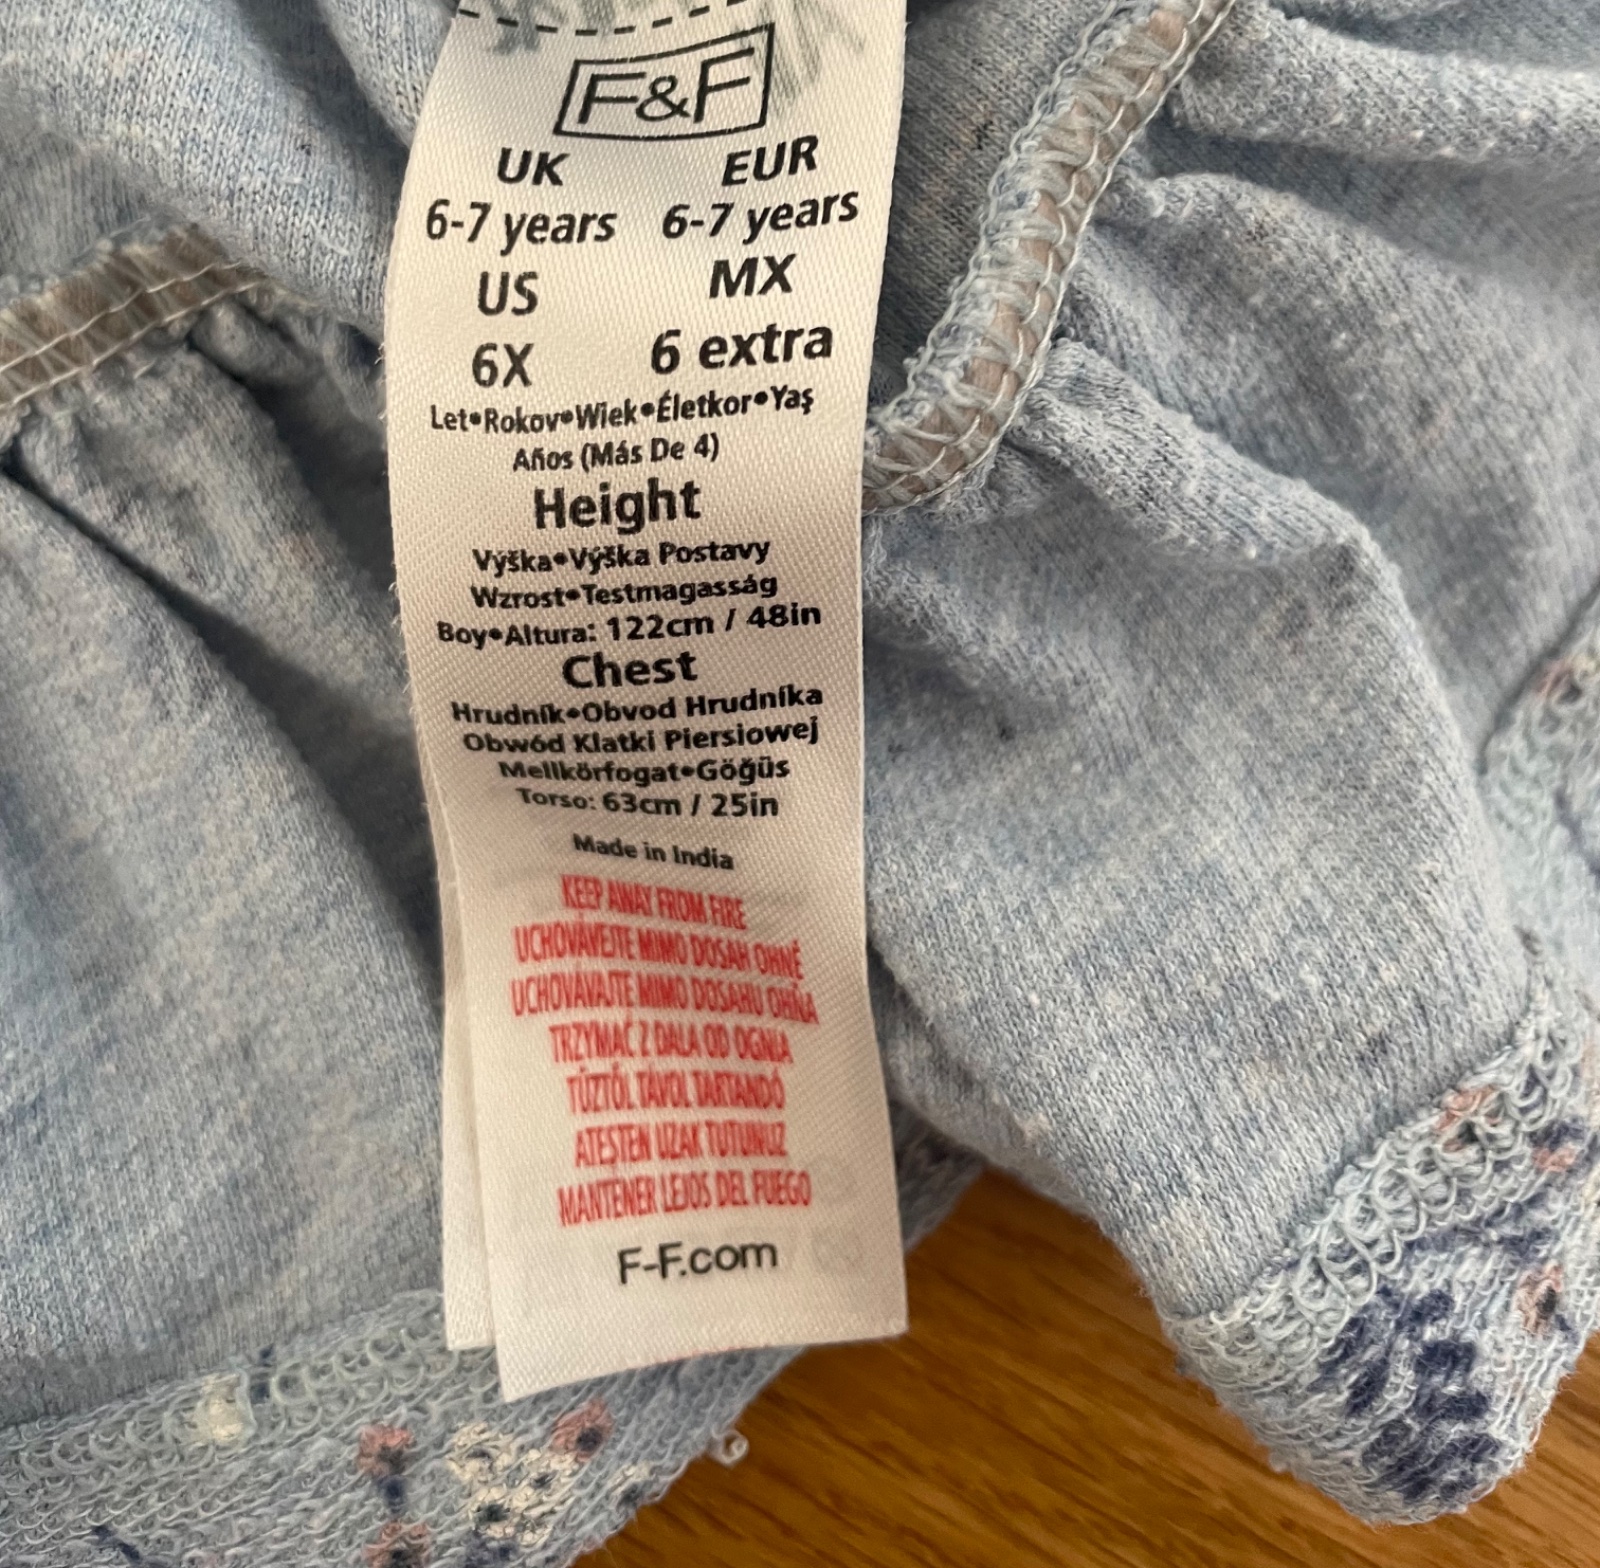 F&F
UK EUR
6-7 years 6-7 years
US MX
6X 6 extra
Let•Rokov•Wiek•Életkor•Yaş
Años (Más De 4)
Height
Výška•Výška Postavy
Wzrost•Testmagasság
Boy•Altura: 122cm / 48in
Chest
Hrudník•Obvod Hrudníka
Obwód Klatki Piersiowej
Mellkörfogat•Göğüs
Torso: 63cm / 25in
Made in India
KEEP AWAY FROM FIRE
UCHOVÁVEJTE MIMO DOSAH OHNĚ
UCHOVÁVAJTE MIMO DOSAHU OHŇA
TRZYMAĆ Z DALA OD OGNIA
TŰZTŐL TÁVOL TARTANDÓ
ATEŞTEN UZAK TUTUNUZ
MANTENER LEJOS DEL FUEGO
F-F.com